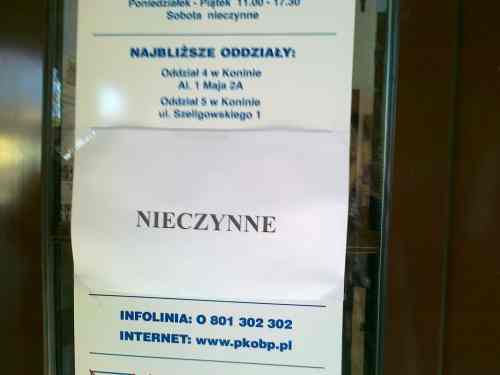 Poniedziałek - Piątek 11.00 - 17.30
Sobota nieczynne
NAJBLIŻSZE ODDZIAŁY:
Oddział 4 w Koninie
Al. 1 Maja 2A
Oddział 5 w Koninie
ul. Szeligowskiego 1
NIECZYNNE
INFOLINIA: 0 801 302 302
INTERNET: www.pkobp.pl